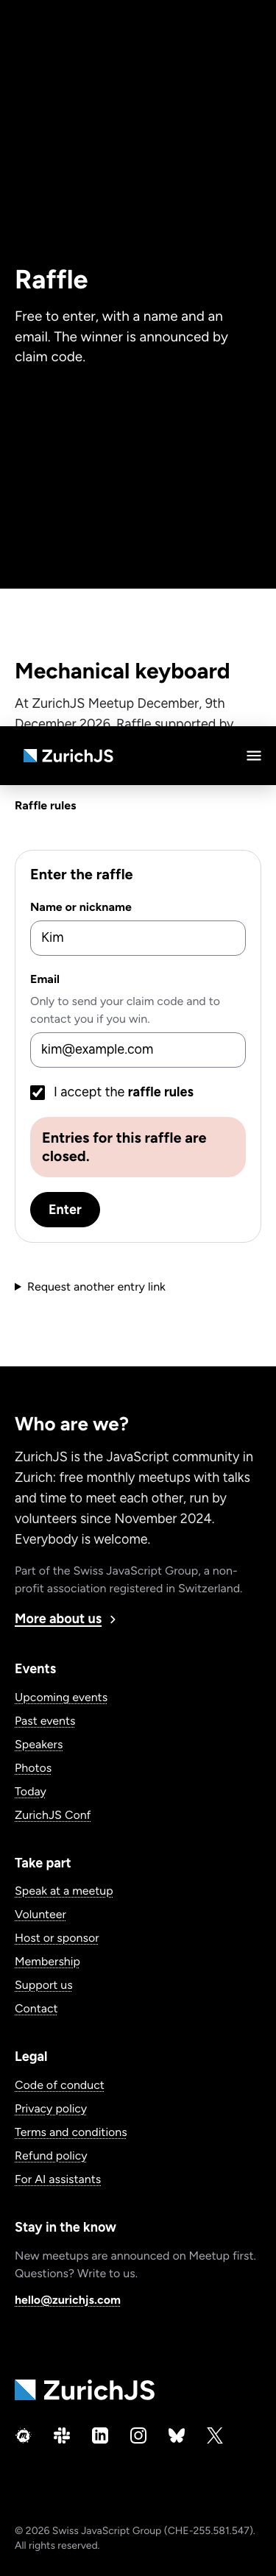 Raffle
Free to enter, with a name and an
email. The winner is announced by
claim code.
Mechanical keyboard
At ZurichJS Meetup December, 9th
December 2026. Raffle supported by
ZurichJS
Raffle rules
Enter the raffle
Name or nickname
Kim
Email
Only to send your claim code and to
contact you if you win.
kim@example.com
I accept the raffle rules
Entries for this raffle are
closed.
Enter
Request another entry link
Who are we?
ZurichJS is the JavaScript community in
Zurich: free monthly meetups with talks
and time to meet each other, run by
volunteers since November 2024.
Everybody is welcome.
Part of the Swiss JavaScript Group, a non-
profit association registered in Switzerland.
More about us
Events
Upcoming events
Past events
Speakers
Photos
Today
ZurichJS Conf
Take part
Speak at a meetup
Volunteer
Host or sponsor
Membership
Support us
Contact
Legal
Code of conduct
Privacy policy
Terms and conditions
Refund policy
For AI assistants
Stay in the know
New meetups are announced on Meetup first.
Questions? Write to us.
hello@zurichjs.com
ZurichJS
© 2026 Swiss JavaScript Group (CHE-255.581.547).
All rights reserved.